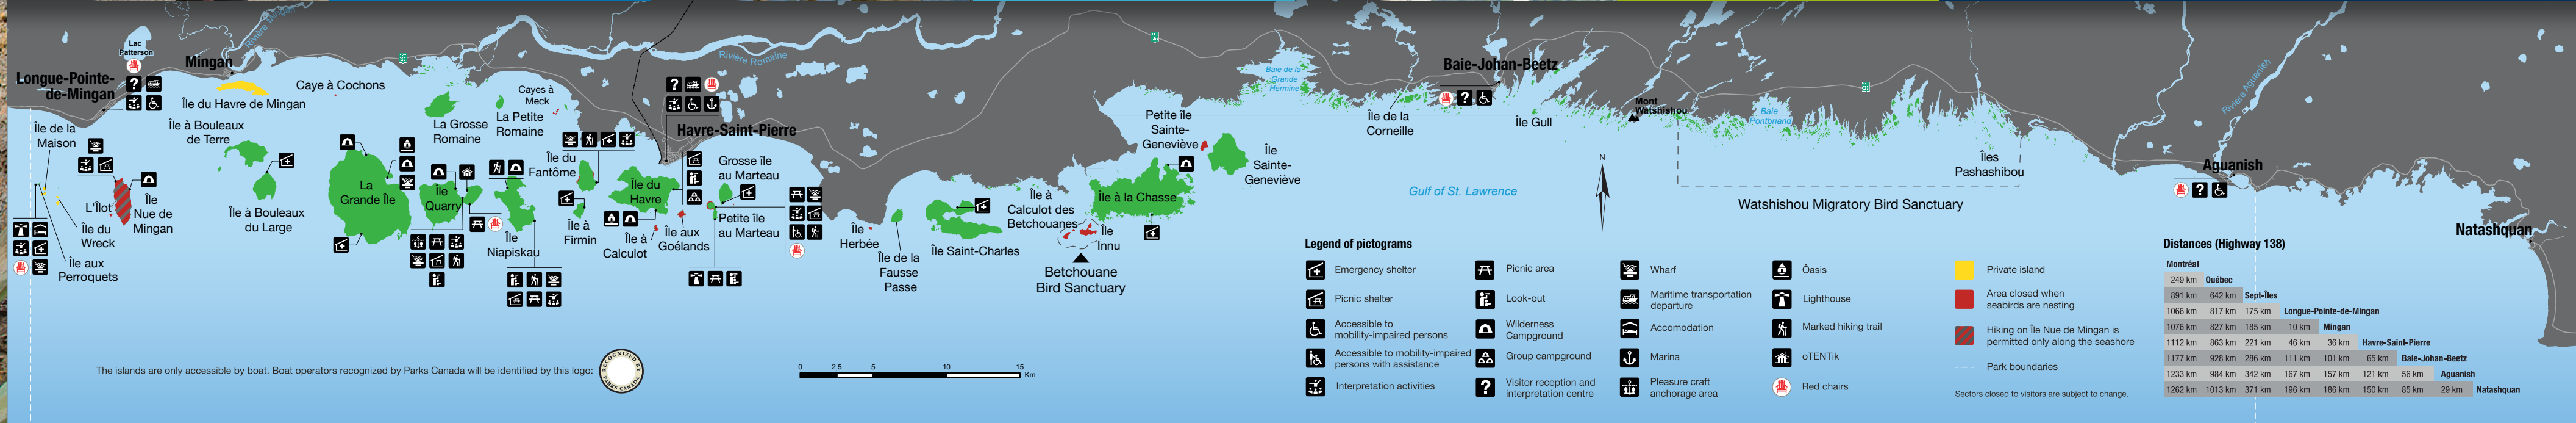 Lac
Patterson
Longue-Pointe-
de-Mingan
Mingan
Rivière Romaine
Île du Havre de Mingan
Caye à Cochons
Île de la
Maison
Île à Bouleaux
de Terre
La Grosse
Romaine
Cayes à
Meck
La Petite
Romaine
Havre-Saint-Pierre
L'Îlot
Île
Nue de
Mingan
Île du
Wreck
Île aux
Perroquets
Île à Bouleaux
du Large
La
Grande Île
Île
Quarry
Île
Niapiskau
Île du
Fantôme
Île à
Firmin
Île du
Havre
Île à
Calculot
Île aux
Goélands
Grosse île
au Marteau
Petite île
au Marteau
Île
Herbée
Île de la
Fausse
Passe
Île Saint-Charles
Île à
Calculot des
Betchouanes
Île
Innu
Betchouane
Bird Sanctuary
Île à la Chasse
Petite île
Sainte-
Geneviève
Île
Sainte-
Geneviève
Baie de la
Grande
Hermine
Île de la
Corneille
Baie-Johan-Beetz
Île Gull
Mont
Watshishou
Baie
Pontbriand
Îles
Pashashibou
Watshishou Migratory Bird Sanctuary
Gulf of St. Lawrence
N
Rivière Aguanish
Aguanish
Natashquan
The islands are only accessible by boat. Boat operators recognized by Parks Canada will be identified by this logo:
RECOGNIZED BY
PARKS CANADA
0 2,5 5 10 15
Km
Legend of pictograms
Emergency shelter
Picnic shelter
Accessible to
mobility-impaired persons
Accessible to mobility-impaired
persons with assistance
Interpretation activities
Picnic area
Look-out
Wilderness
Campground
Group campground
Visitor reception and
interpretation centre
Wharf
Maritime transportation
departure
Accomodation
Marina
Pleasure craft
anchorage area
Ôasis
Lighthouse
Marked hiking trail
oTENTik
Red chairs
Private island
Area closed when
seabirds are nesting
Hiking on Île Nue de Mingan is
permitted only along the seashore
Park boundaries
Sectors closed to visitors are subject to change.
Distances (Highway 138)
Montréal
249 km Québec
891 km 642 km Sept-Îles
1066 km 817 km 175 km Longue-Pointe-de-Mingan
1076 km 827 km 185 km 10 km Mingan
1112 km 863 km 221 km 46 km 36 km Havre-Saint-Pierre
1177 km 928 km 286 km 111 km 101 km 65 km Baie-Johan-Beetz
1233 km 984 km 342 km 167 km 157 km 121 km 56 km Aguanish
1262 km 1013 km 371 km 196 km 186 km 150 km 85 km 29 km Natashquan